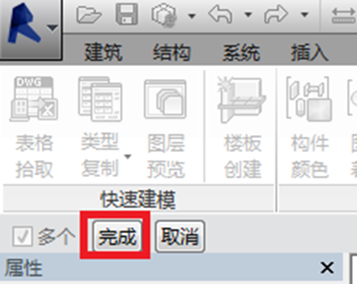 建筑 结构 系统 插入
DWG
表格 类型 图层 楼板 构件
拾取 复制 预览 创建 颜色
快速建模
多个 完成 取消
属性